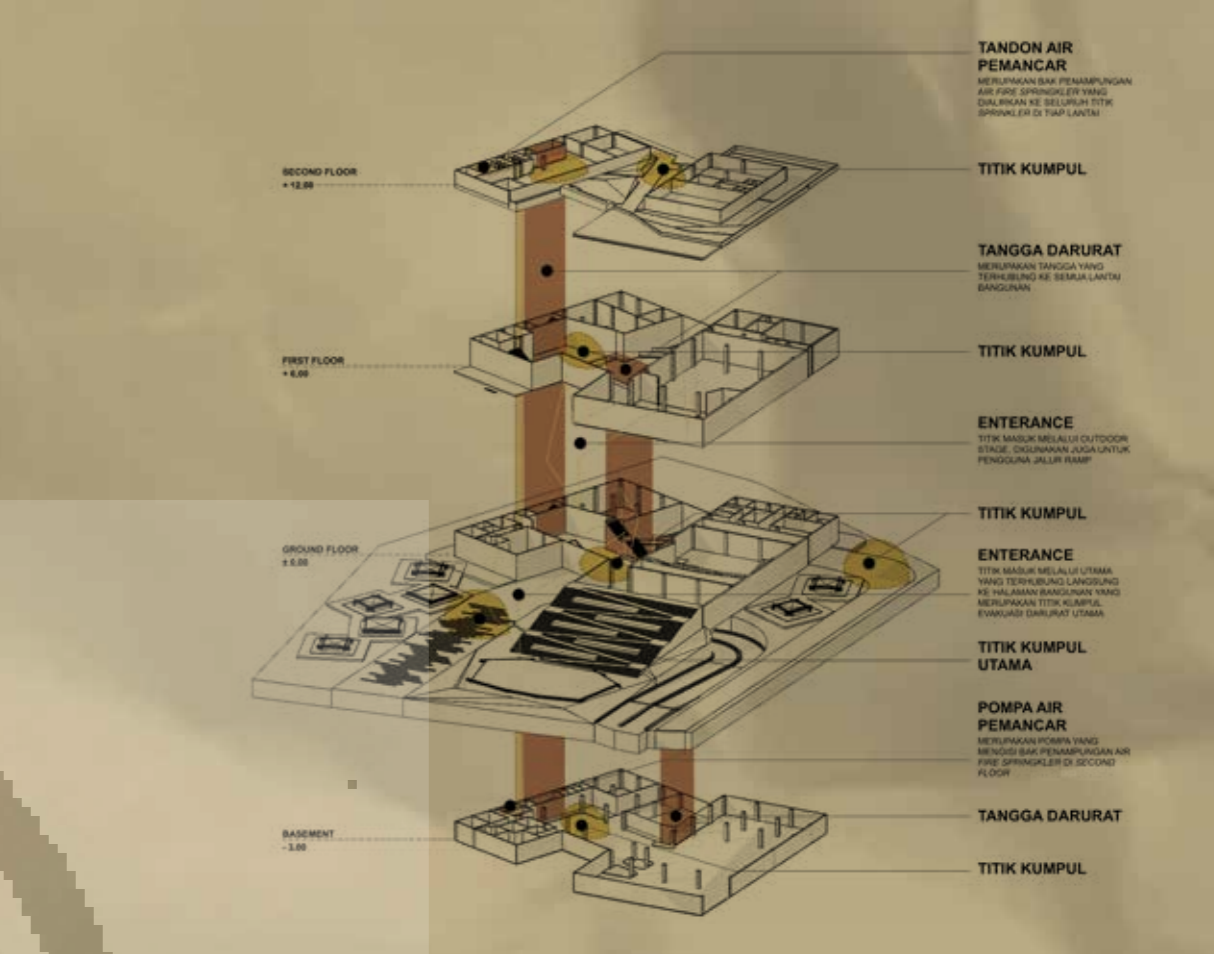 TANDON AIR
PEMANCAR
MERUPAKAN BAK PENAMPUNGAN
AIR FIRE SPRINGKLER YANG
DIALIRKAN KE SELURUH TITIK
SPRINKLER DI TIAP LANTAI
SECOND FLOOR
+ 12,00
TITIK KUMPUL
TANGGA DARURAT
MERUPAKAN TANGGA YANG
TERHUBUNG KE SEMUA LANTAI
BANGUNAN
FIRST FLOOR
+ 6,00
TITIK KUMPUL
ENTERANCE
TITIK MASUK MELALUI OUTDOOR
STAGE, DIGUNAKAN JUGA UNTUK
PENGGUNA JALUR RAMP
TITIK KUMPUL
GROUND FLOOR
± 0,00
ENTERANCE
TITIK MASUK MELALUI UTAMA
YANG TERHUBUNG LANGSUNG
KE HALAMAN BANGUNAN YANG
MERUPAKAN TITIK KUMPUL
EVAKUASI DARURAT UTAMA
TITIK KUMPUL
UTAMA
POMPA AIR
PEMANCAR
MERUPAKAN POMPA YANG
MENGISI BAK PENAMPUNGAN AIR
FIRE SPRINGKLER DI SECOND
FLOOR
TANGGA DARURAT
BASEMENT
- 3,00
TITIK KUMPUL